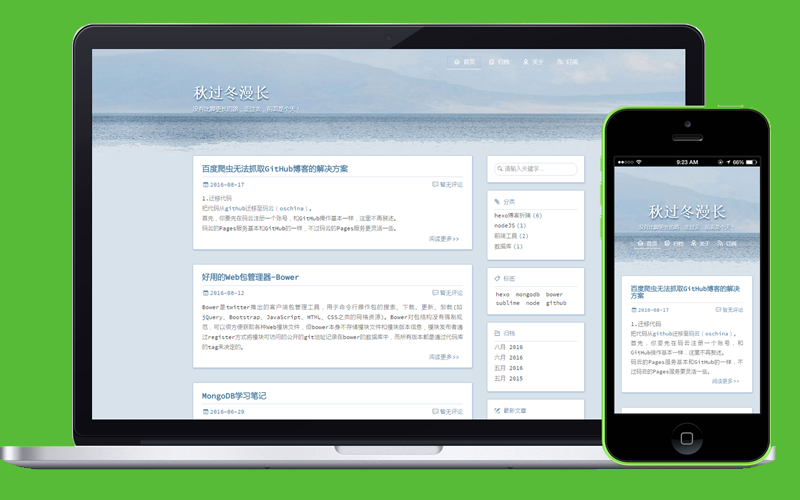 首页 归档 关于 订阅
秋过冬漫长
百度爬虫无法抓取GitHub博客的解决方案
2016-08-17 暂无评论
1.迁移代码
把代码从github迁移至码云（oschina）。
首先，你要先在码云注册一个账号，和GitHub操作基本一样，这里不再赘述。
码云的Pages服务基本和GitHub的一样，不过码云的Pages服务更灵活一些。
阅读更多>>
好用的Web包管理器-Bower
2016-08-12 暂无评论
Bower是twitter推出的客户端包管理工具，用于命令行操作包的搜索、下载、更新、卸载(如
jQuery、Bootstrap、JavaScript、HTML、CSS之类的网络资源)。Bower对包结构没有强制规
范，可以很方便获取各种Web模块文件，但bower本身不存储模块文件和模块版本信息，模块发布者通
过register方式将模块可访问的公开的git地址记录在bower的数据库中，而所有版本都是通过代码库
的tag来决定的。
阅读更多>>
MongoDB学习笔记
2016-06-29 暂无评论
请输入关键字...
分类
hexo博客折腾 (6)
nodeJS (1)
前端工具 (2)
数据库 (1)
标签
hexo mongodb bower
sublime node github
归档
八月 2016
六月 2016
五月 2016
五月 2015
最新文章
9:23 AM 66%
秋过冬漫长
首页 归档 关于 订阅
百度爬虫无法抓取GitHub博客的解决方
案
2016-08-17 暂无评论
1.迁移代码
把代码从github迁移至码云（oschina）。
首先，你要先在码云注册一个账号，和
GitHub操作基本一样，这里不再赘述。
码云的Pages服务基本和GitHub的一样，不
过码云的Pages服务更灵活一些。
阅读更多>>